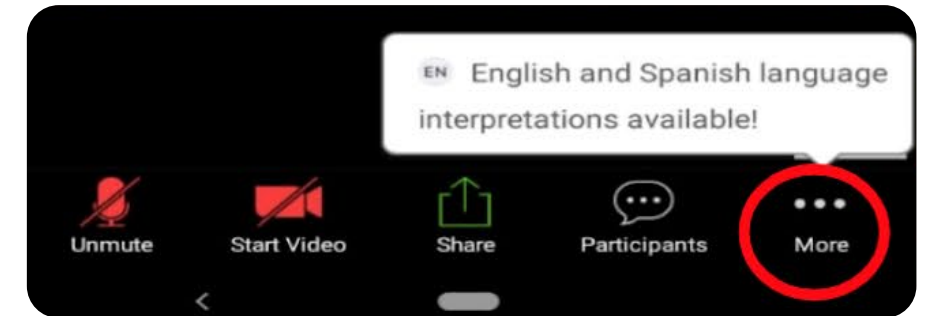 EN English and Spanish language
interpretations available!
Unmute Start Video Share Participants More